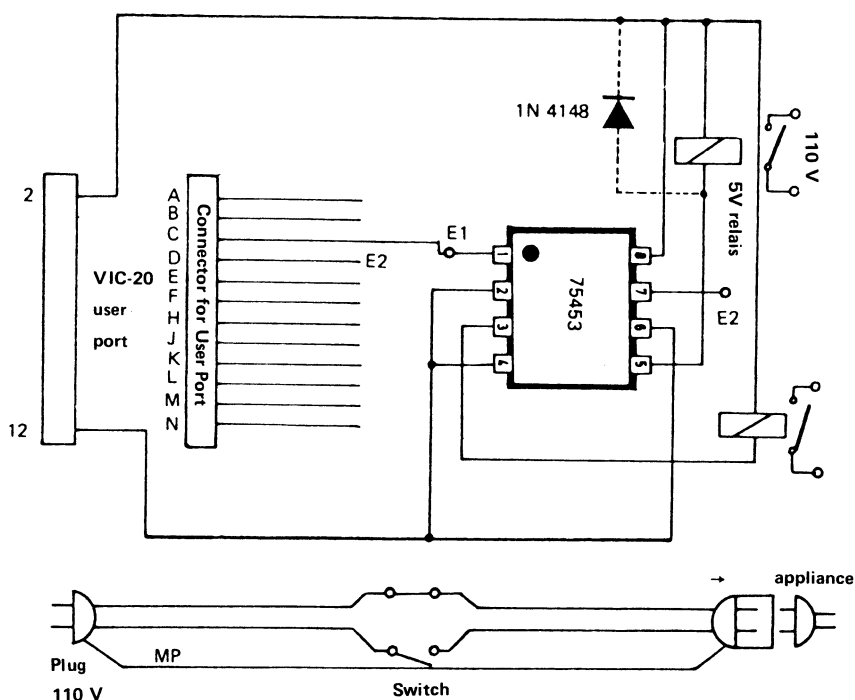 1N 4148
110 V
5V relais
2
A
B
C
D
E
F
H
J
K
L
M
N
Connector for User Port
E1
E2
VIC-20
user
port
12
1
2
3
4
75453
8
7
6
5
E2
→ appliance
Plug
110 V
MP
Switch